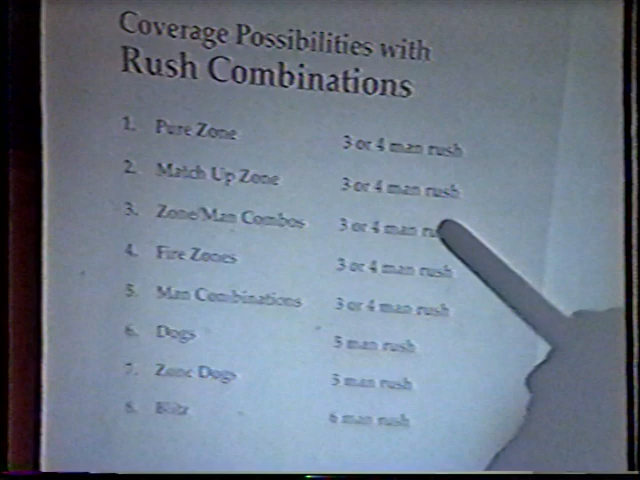 Coverage Possibilities with
Rush Combinations
1. Pure Zone 3 or 4 man rush
2. Match Up Zone 3 or 4 man rush
3. Zone/Man Combos 3 or 4 man
4. Fire Zones 3 or 4 man rush
5. Man Combinations 3 or 4 man rush
6. Dogs 5 man rush
7. Zone Dogs 5 man rush
8. Blitz 6 man rush